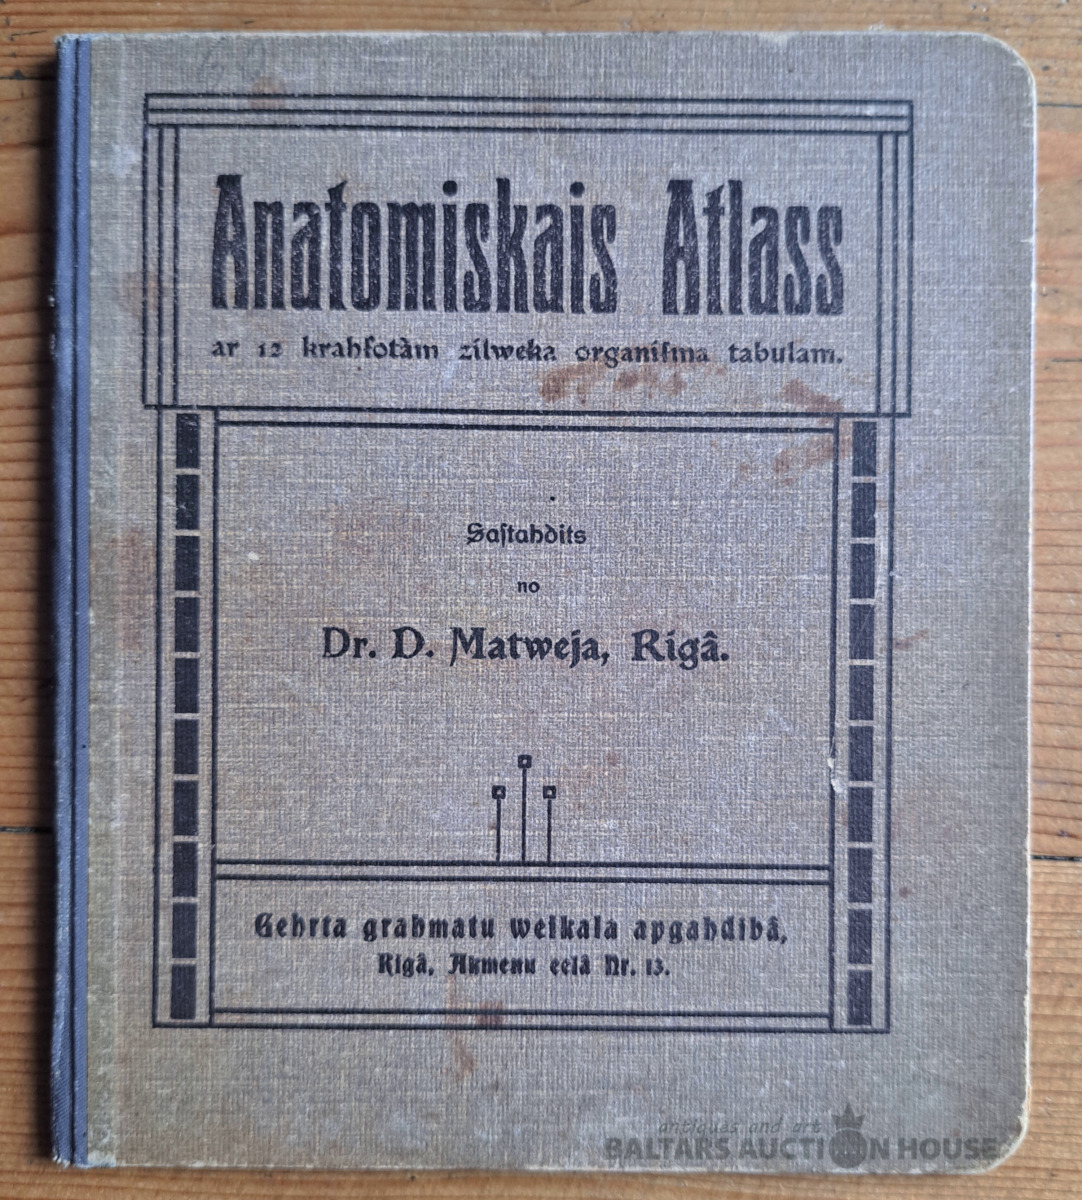 Anatomiskais Atlass
ar 12 krahſotàm zilweka organiſma tabulam.
Saſtahdits
no
Dr. D. Matweja, Rigâ.
Gehrta grahmatu weikala apgahdibâ,
Rigâ, Akmenu eelâ Nr. 13.
antiques and art
BALTARS AUCTION HOUSE